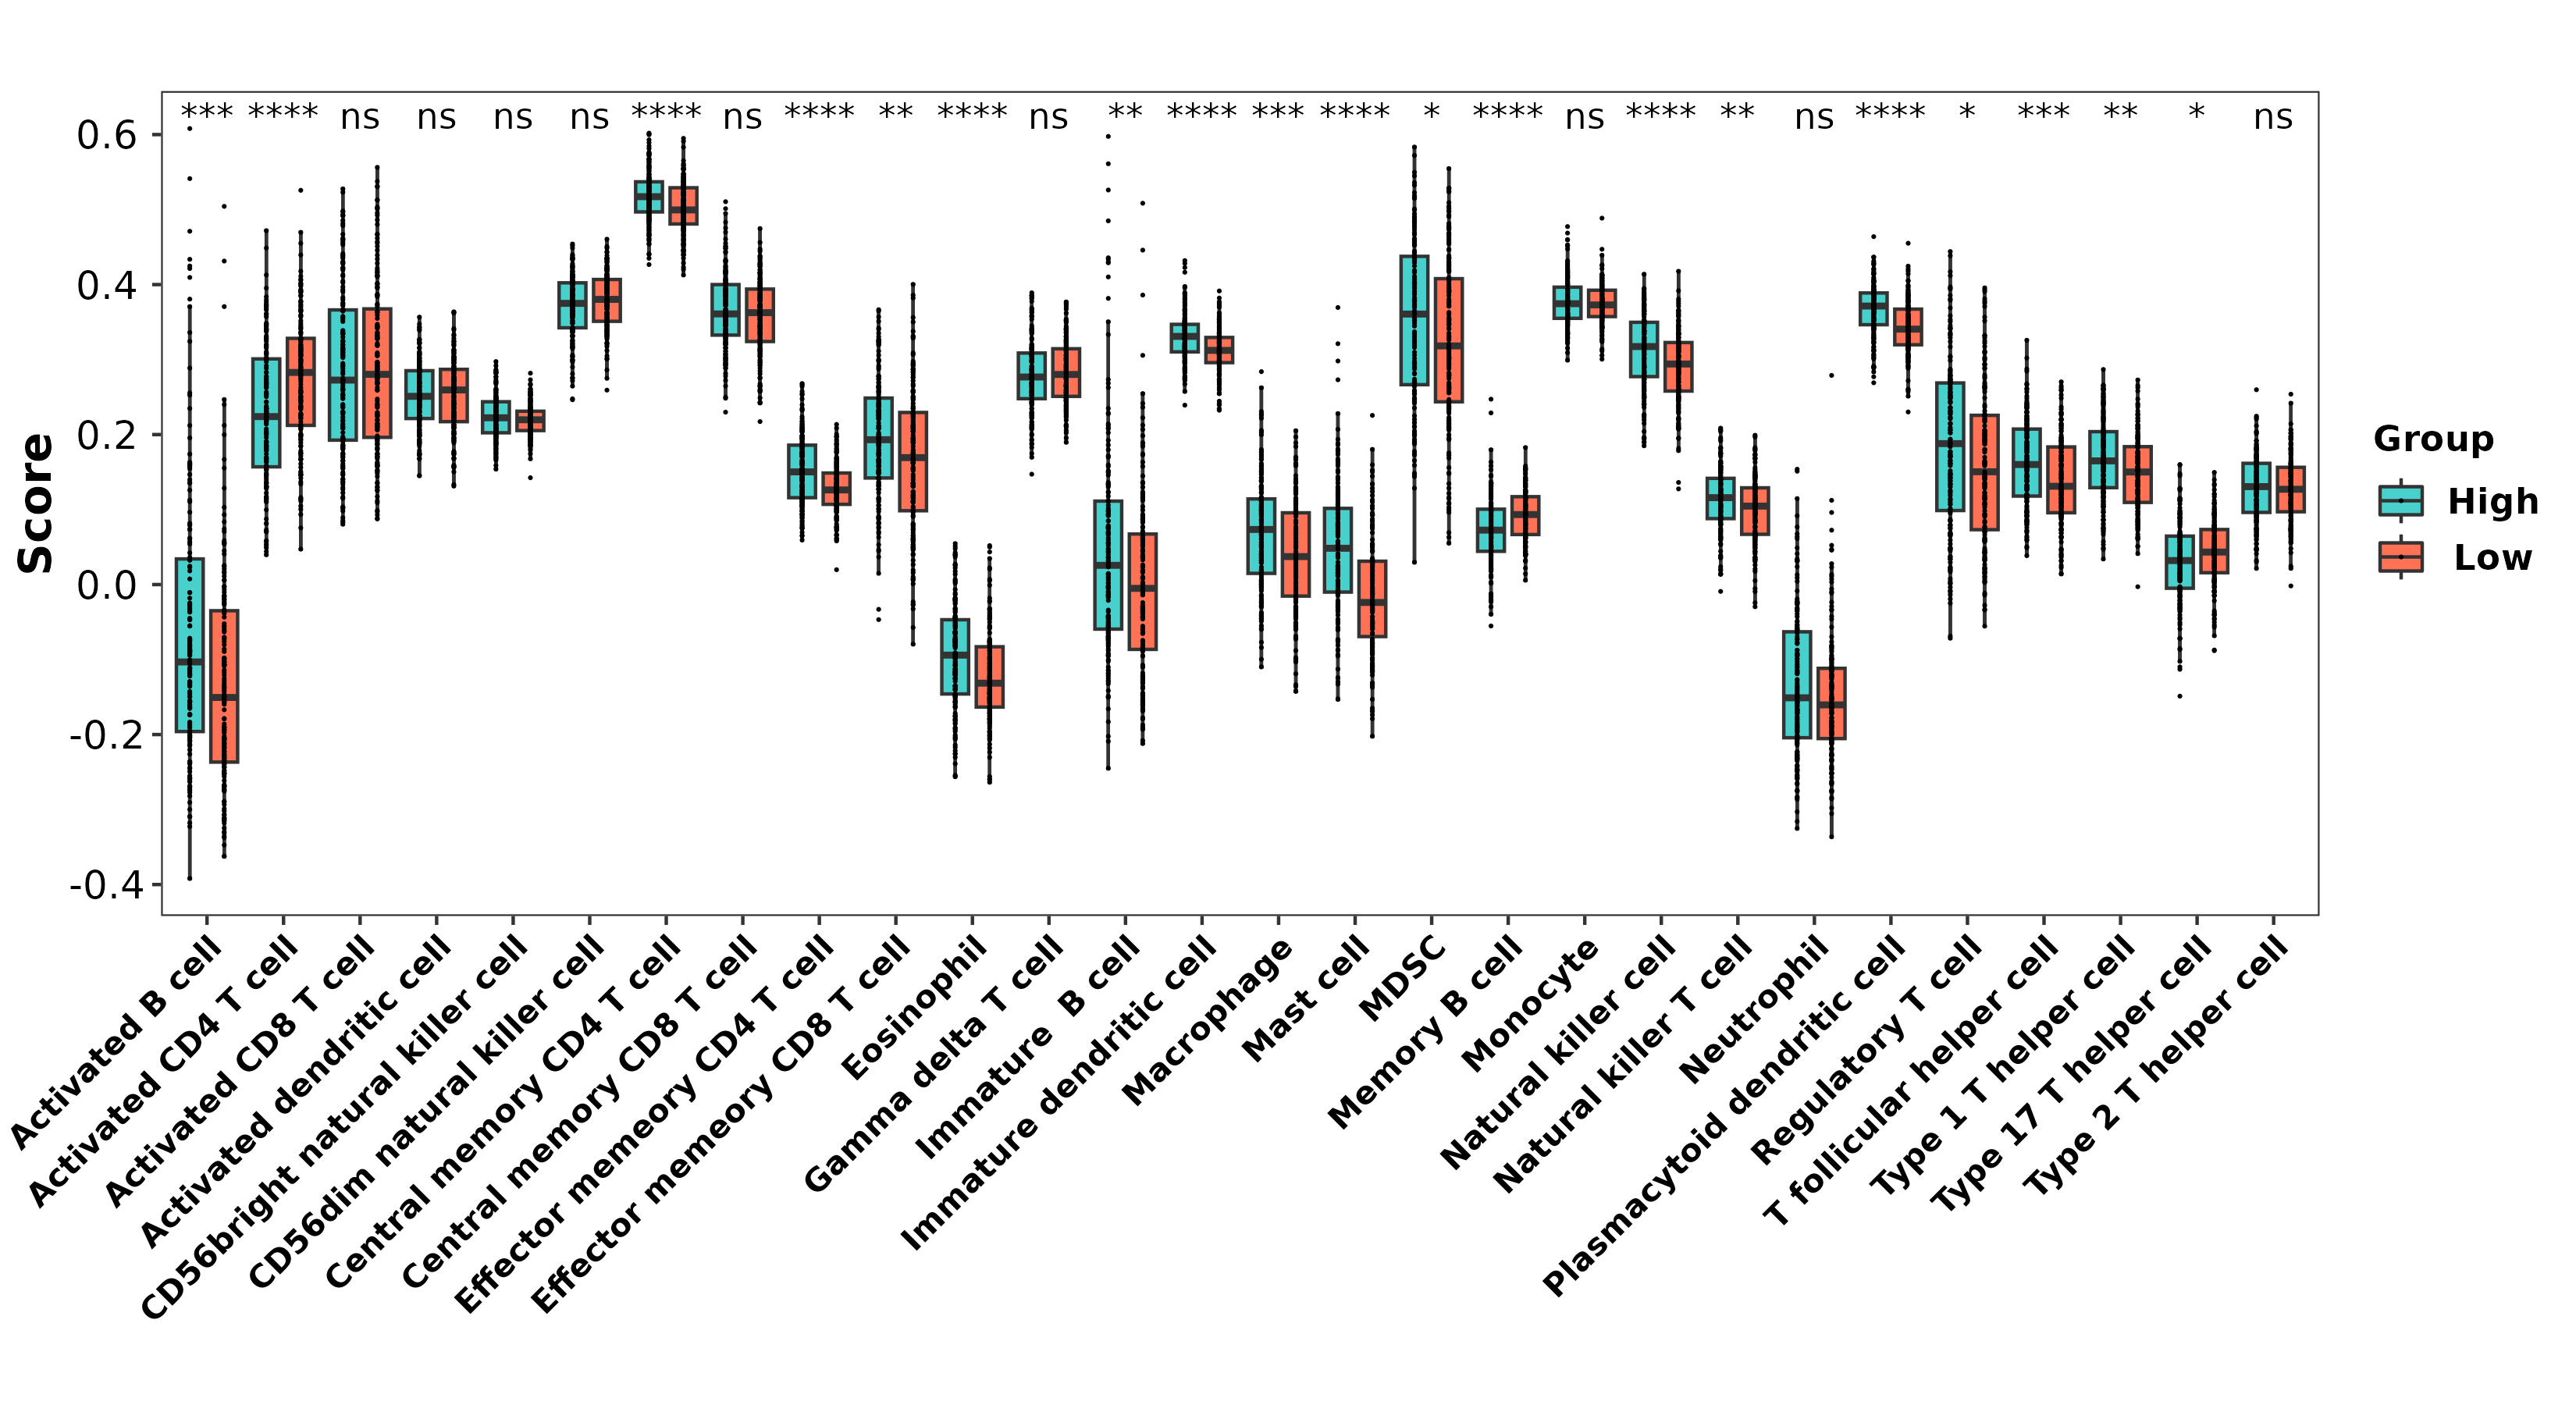 *** **** ns ns ns ns **** ns **** ** **** ns ** **** *** **** * **** ns **** ** ns **** * *** ** * ns
0.6
0.4
0.2
0.0
-0.2
-0.4
Score
Activated B cell
Activated CD4 T cell
Activated CD8 T cell
Activated dendritic cell
CD56bright natural killer cell
CD56dim natural killer cell
Central memory CD4 T cell
Central memory CD8 T cell
Effector memeory CD4 T cell
Effector memeory CD8 T cell
Eosinophil
Gamma delta T cell
Immature  B cell
Immature dendritic cell
Macrophage
Mast cell
MDSC
Memory B cell
Monocyte
Natural killer cell
Natural killer T cell
Neutrophil
Plasmacytoid dendritic cell
Regulatory T cell
T follicular helper cell
Type 1 T helper cell
Type 17 T helper cell
Type 2 T helper cell
Group
High
Low